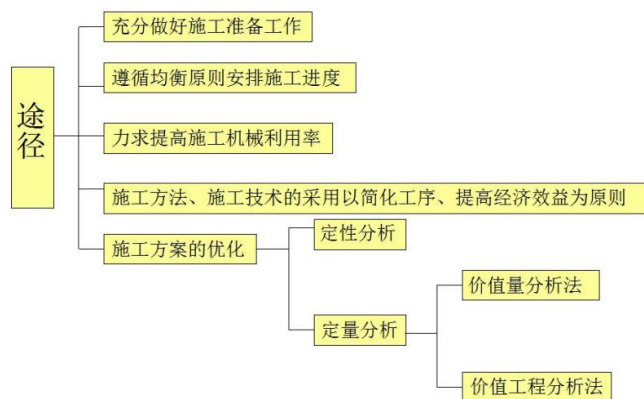 途径
充分做好施工准备工作
遵循均衡原则安排施工进度
力求提高施工机械利用率
施工方法、施工技术的采用以简化工序、提高经济效益为原则
施工方案的优化
定性分析
定量分析
价值量分析法
价值工程分析法